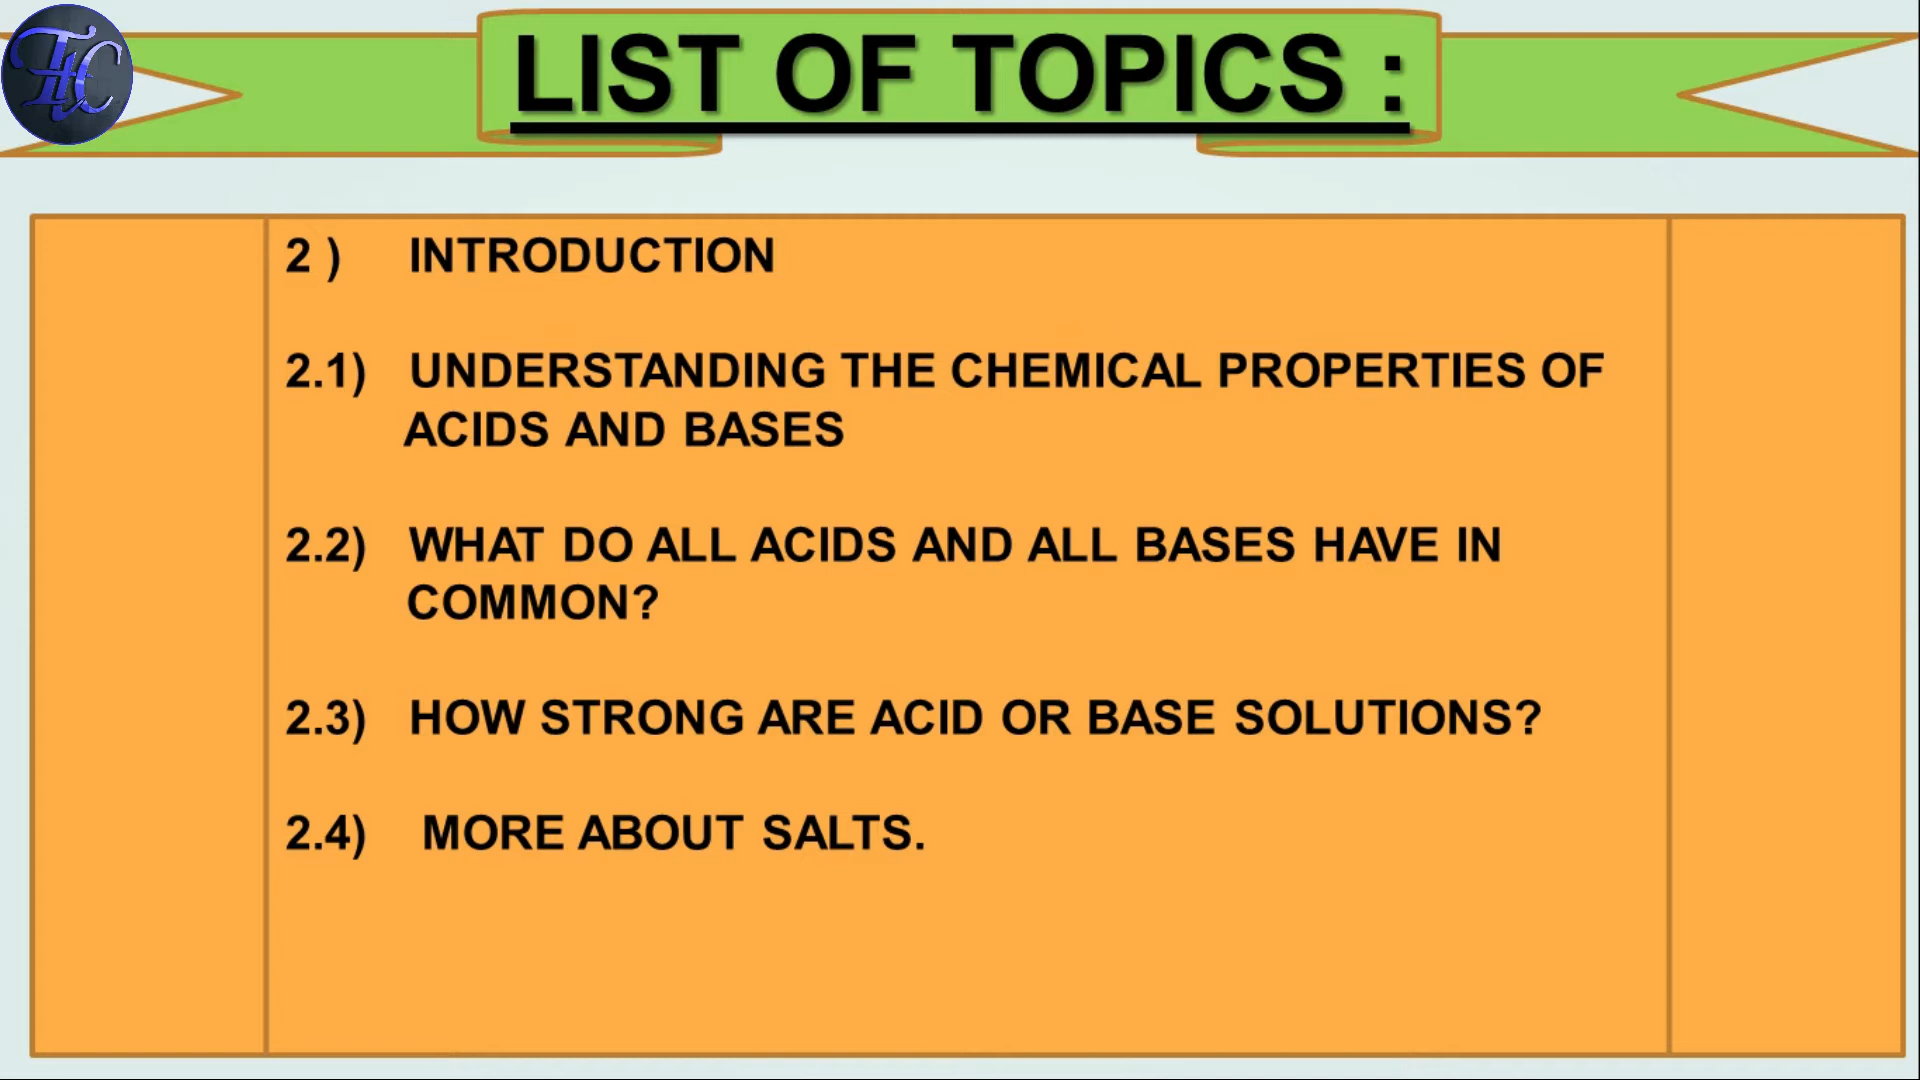 LIST OF TOPICS :
2 ) INTRODUCTION
2.1) UNDERSTANDING THE CHEMICAL PROPERTIES OF
ACIDS AND BASES
2.2) WHAT DO ALL ACIDS AND ALL BASES HAVE IN
COMMON?
2.3) HOW STRONG ARE ACID OR BASE SOLUTIONS?
2.4) MORE ABOUT SALTS.